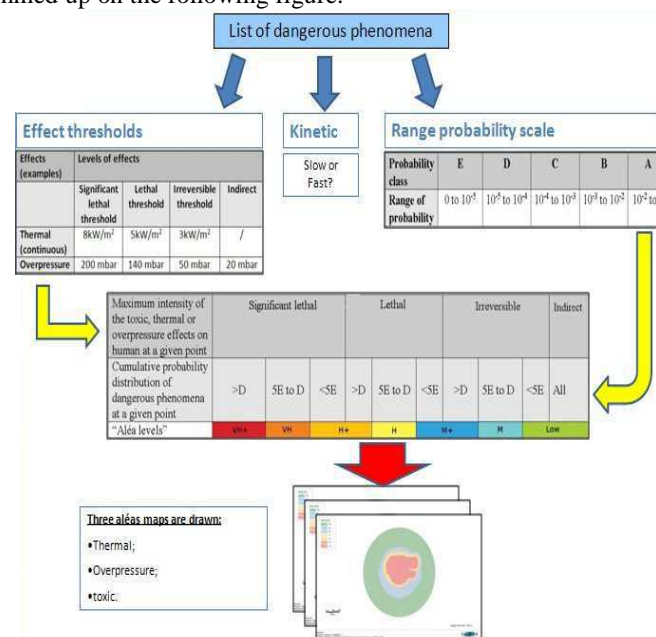 List of dangerous phenomena
Effect thresholds
Kinetic
Range probability scale
Slow or
Fast?
Effects
(examples)
Levels of effects
Significant
lethal
threshold
Lethal
threshold
Irreversible
threshold
Indirect
Thermal
(continuous)
8kW/m²
5kW/m²
3kW/m²
/
Overpressure
200 mbar
140 mbar
50 mbar
20 mbar
Probability
class
E
D
C
B
A
Range of
probability
0 to 10⁻⁵
10⁻⁵ to 10⁻⁴
10⁻⁴ to 10⁻³
10⁻³ to 10⁻²
10⁻² to
Maximum intensity of
the toxic, thermal or
overpressure effects on
human at a given point
Significant lethal
Lethal
Irreversible
Indirect
Cumulative probability
distribution of
dangerous phenomena
at a given point
>D
5E to D
<5E
>D
5E to D
<5E
>D
5E to D
<5E
All
"Aléa levels"
VH+
VH
H+
H
M+
M
Low
Three aléas maps are drawn:
•Thermal;
•Overpressure;
•toxic.